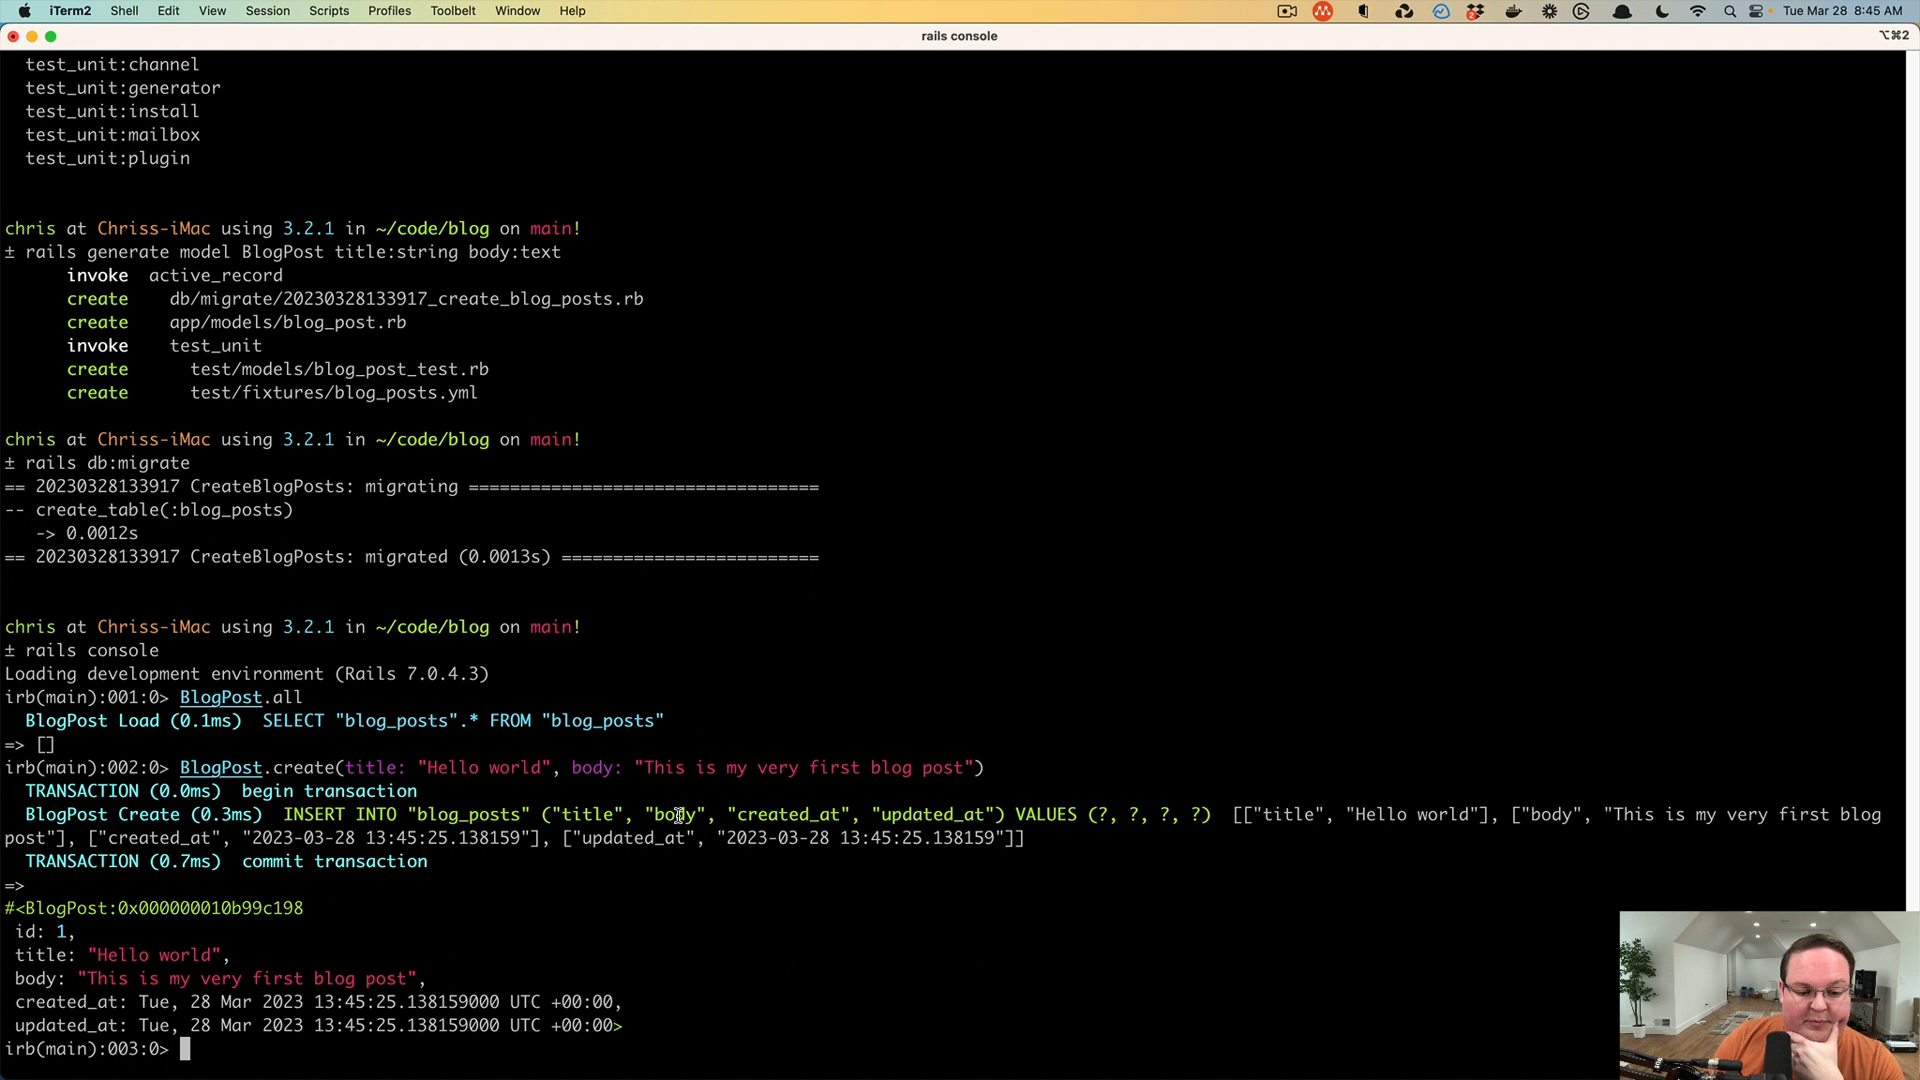 iTerm2 Shell Edit View Session Scripts Profiles Toolbelt Window Help Tue Mar 28 8:45 AM
rails console ⌥⌘2
test_unit:channel
test_unit:generator
test_unit:install
test_unit:mailbox
test_unit:plugin
chris at Chriss-iMac using 3.2.1 in ~/code/blog on main!
± rails generate model BlogPost title:string body:text
invoke active_record
create db/migrate/20230328133917_create_blog_posts.rb
create app/models/blog_post.rb
invoke test_unit
create test/models/blog_post_test.rb
create test/fixtures/blog_posts.yml
chris at Chriss-iMac using 3.2.1 in ~/code/blog on main!
± rails db:migrate
== 20230328133917 CreateBlogPosts: migrating ==================================
-- create_table(:blog_posts)
-> 0.0012s
== 20230328133917 CreateBlogPosts: migrated (0.0013s) =========================
chris at Chriss-iMac using 3.2.1 in ~/code/blog on main!
± rails console
Loading development environment (Rails 7.0.4.3)
irb(main):001:0> BlogPost.all
BlogPost Load (0.1ms) SELECT "blog_posts".* FROM "blog_posts"
=> []
irb(main):002:0> BlogPost.create(title: "Hello world", body: "This is my very first blog post")
TRANSACTION (0.0ms) begin transaction
BlogPost Create (0.3ms) INSERT INTO "blog_posts" ("title", "body", "created_at", "updated_at") VALUES (?, ?, ?, ?) [["title", "Hello world"], ["body", "This is my very first blog
post"], ["created_at", "2023-03-28 13:45:25.138159"], ["updated_at", "2023-03-28 13:45:25.138159"]]
TRANSACTION (0.7ms) commit transaction
=>
#<BlogPost:0x000000010b99c198
id: 1,
title: "Hello world",
body: "This is my very first blog post",
created_at: Tue, 28 Mar 2023 13:45:25.138159000 UTC +00:00,
updated_at: Tue, 28 Mar 2023 13:45:25.138159000 UTC +00:00>
irb(main):003:0>